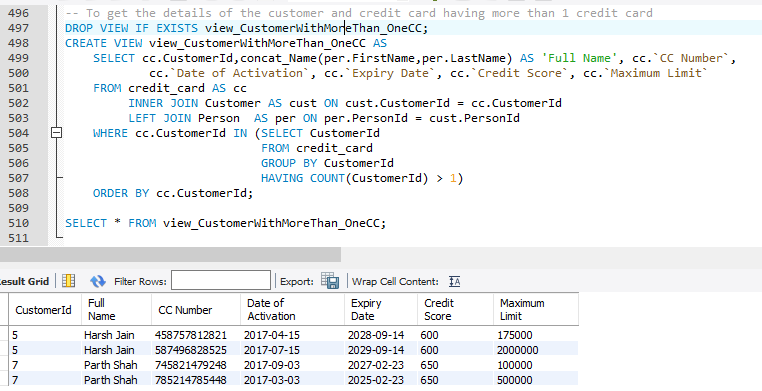 496 -- To get the details of the customer and credit card having more than 1 credit card
497 DROP VIEW IF EXISTS view_CustomerWithMoreThan_OneCC;
498 CREATE VIEW view_CustomerWithMoreThan_OneCC AS
499 SELECT cc.CustomerId,concat_Name(per.FirstName,per.LastName) AS 'Full Name', cc.`CC Number`,
500 cc.`Date of Activation`, cc.`Expiry Date`, cc.`Credit Score`, cc.`Maximum Limit`
501 FROM credit_card AS cc
502 INNER JOIN Customer AS cust ON cust.CustomerId = cc.CustomerId
503 LEFT JOIN Person AS per ON per.PersonId = cust.PersonId
504 WHERE cc.CustomerId IN (SELECT CustomerId
505 FROM credit_card
506 GROUP BY CustomerId
507 HAVING COUNT(CustomerId) > 1)
508 ORDER BY cc.CustomerId;
509
510 SELECT * FROM view_CustomerWithMoreThan_OneCC;
511
esult Grid Filter Rules: Export: Wrap Cell Content: IA
CustomerId Full Name CC Number Date of Activation Expiry Date Credit Score Maximum Limit
5 Harsh Jain 458757812821 2017-04-15 2028-09-14 600 175000
5 Harsh Jain 587496828525 2017-07-15 2029-09-14 600 2000000
7 Parth Shah 745821479248 2017-09-03 2027-02-23 650 100000
7 Parth Shah 785214785448 2017-03-03 2025-02-23 650 500000